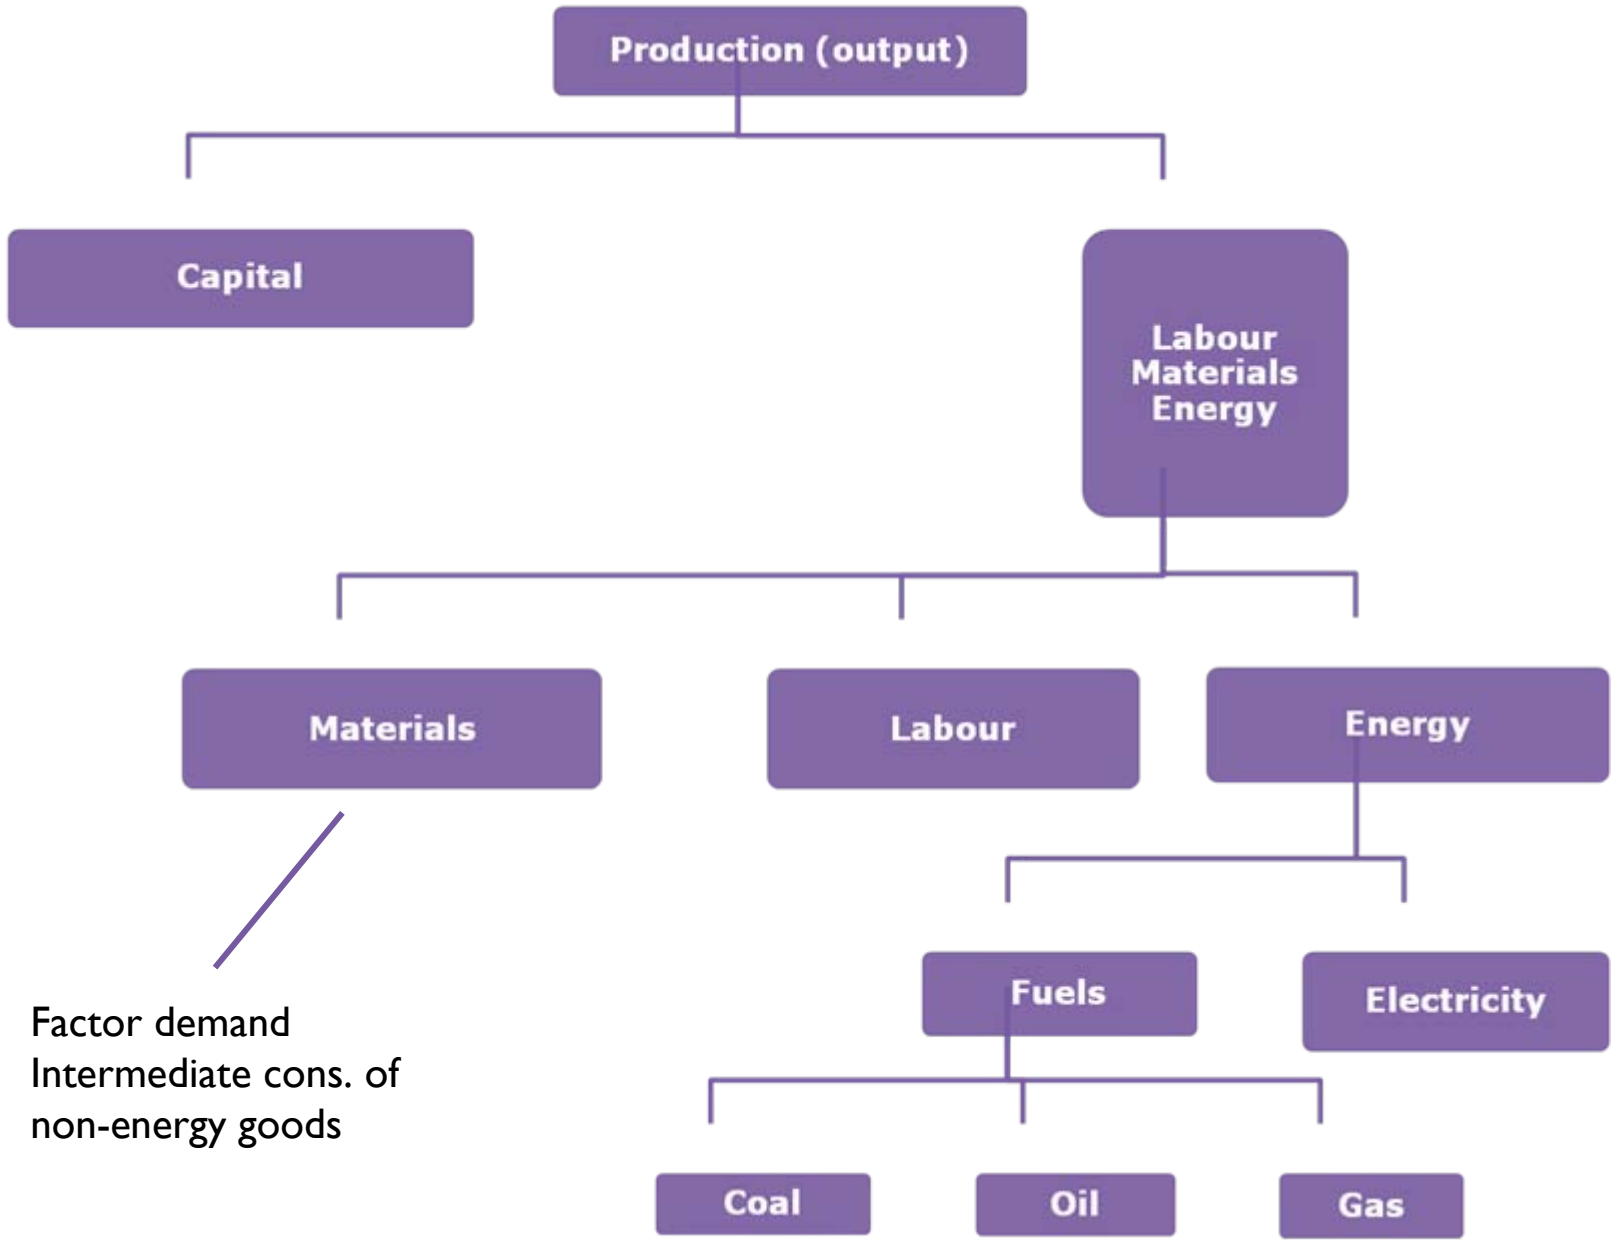 Production (output)
Capital
Labour
Materials
Energy
Materials
Labour
Energy
Fuels
Electricity
Factor demand
Intermediate cons. of
non-energy goods
Coal
Oil
Gas